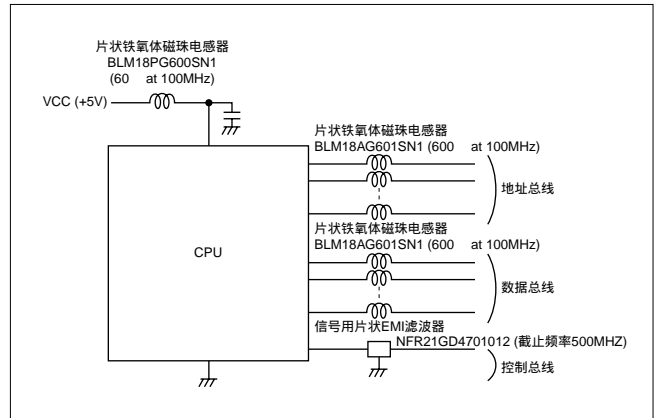 片状铁氧体磁珠电感器
BLM18PG600SN1
(60 at 100MHz)
VCC (+5V)
片状铁氧体磁珠电感器
BLM18AG601SN1 (600 at 100MHz)
地址总线
片状铁氧体磁珠电感器
BLM18AG601SN1 (600 at 100MHz)
CPU
数据总线
信号用片状EMI滤波器
NFR21GD4701012 (截止频率500MHZ)
控制总线